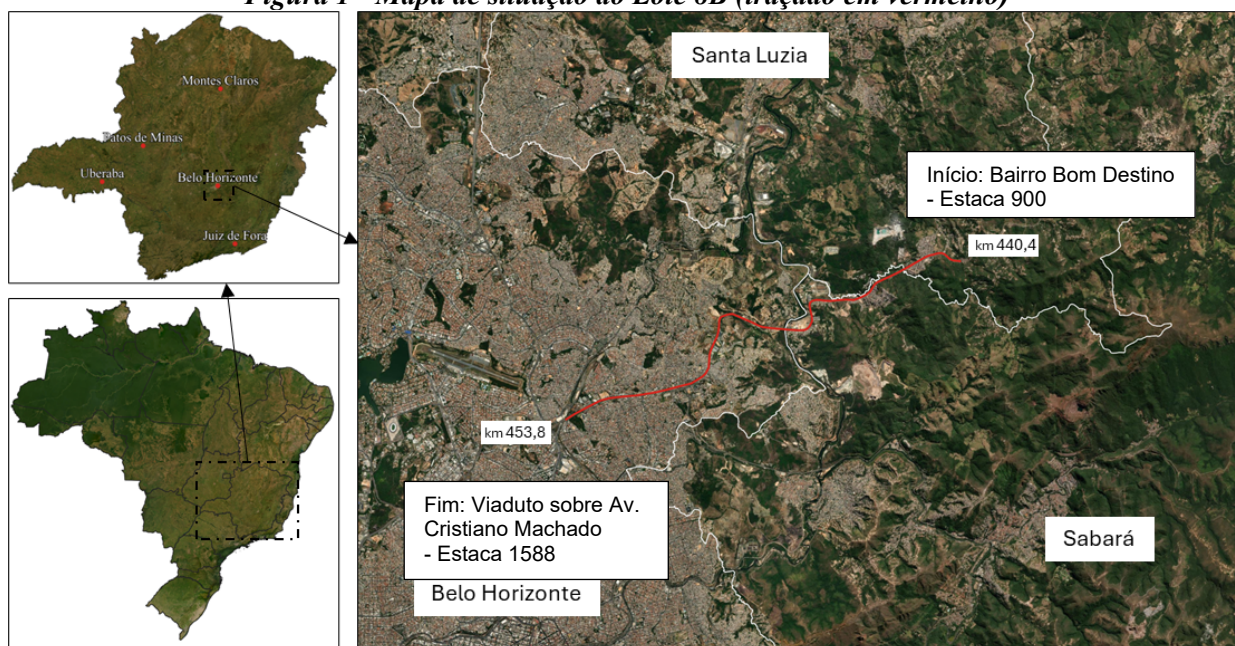 Figura 1 - Mapa de situação do Lote 8B (traçado em vermelho)
Montes Claros
Patos de Minas
Uberaba
Belo Horizonte
Juiz de Fora
Santa Luzia
Início: Bairro Bom Destino
- Estaca 900
km 440,4
km 453,8
Fim: Viaduto sobre Av.
Cristiano Machado
- Estaca 1588
Belo Horizonte
Sabará